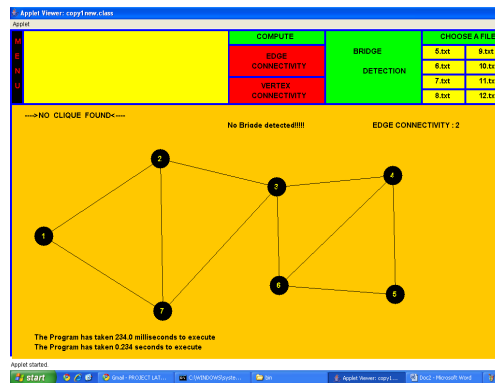 Applet Viewer: copy1new.class
Applet
M
E
N
U
COMPUTE
EDGE
CONNECTIVITY
VERTEX
CONNECTIVITY
BRIDGE
DETECTION
CHOOSE A FILE
5.txt 9.txt
6.txt 10.tx
7.txt 11.tx
8.txt 12.tx
---->NO CLIQUE FOUND<----
No Bridge detected!!!!!
EDGE CONNECTIVITY : 2
2
3
4
1
6
5
7
The Program has taken 234.0 milliseconds to execute
The Program has taken 0.234 seconds to execute
Applet started.
start
Gmail - PROJECT LAT...
C:\WINDOWS\syste...
bin
Applet Viewer: copy1...
Doc2 - Microsoft Word